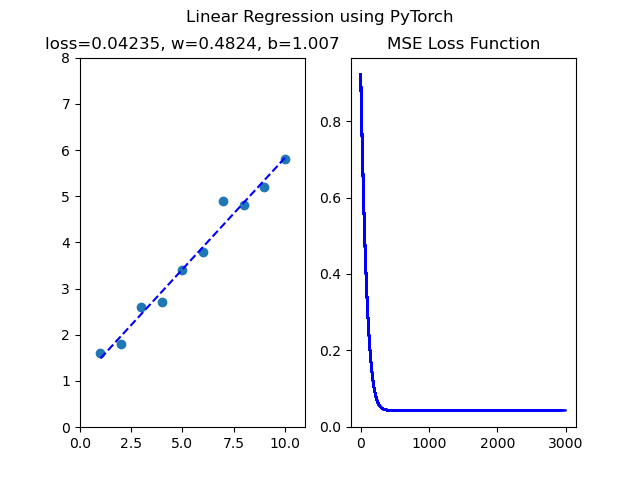 Linear Regression using PyTorch
loss=0.04235, w=0.4824, b=1.007
MSE Loss Function
8
7
6
5
4
3
2
1
0
0.0 2.5 5.0 7.5 10.0
0.8
0.6
0.4
0.2
0.0
0 1000 2000 3000